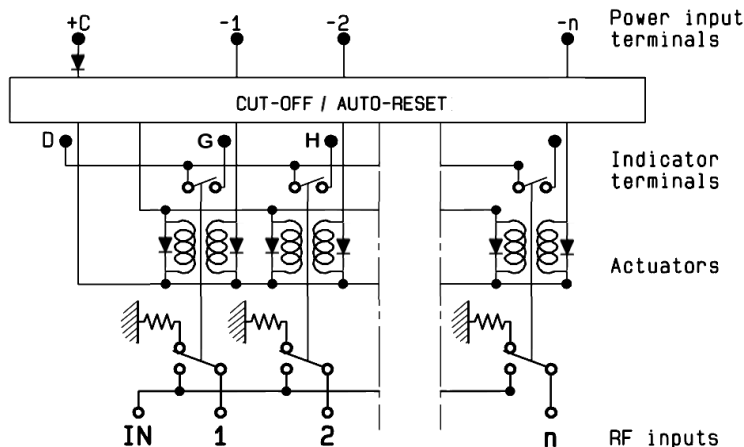 +C -1 -2 -n Power input
terminals
CUT-OFF / AUTO-RESET
D G H
Indicator
terminals
Actuators
IN 1 2 n RF inputs